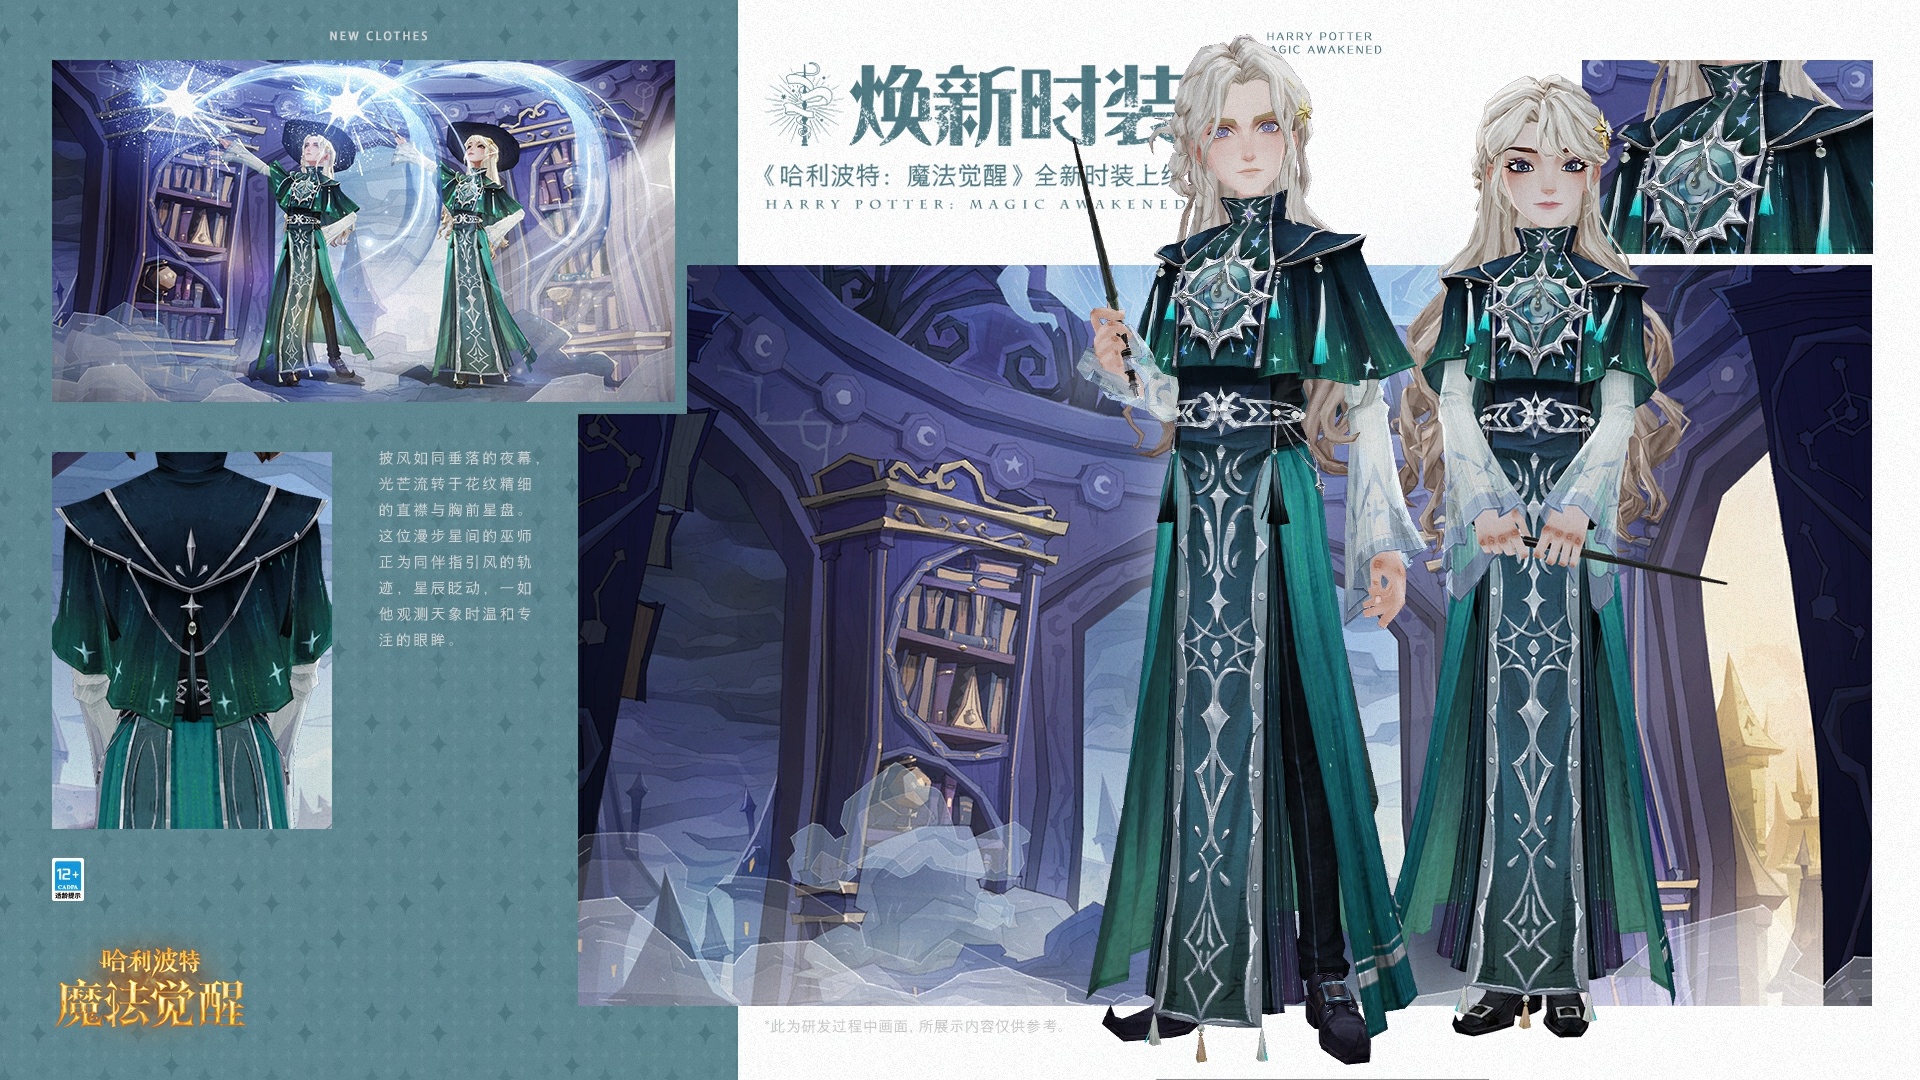 NEW CLOTHES
披风如同垂落的夜幕，
光芒流转于花纹精细
的直襟与胸前星盘。
这位漫步星间的巫师
正为同伴指引风的轨
迹，星辰眨动，一如
他观测天象时温和专
注的眼眸。
12+
CADPA
适龄提示
哈利波特
魔法觉醒
HARRY POTTER
AGIC AWAKENED
焕新时装
《哈利波特：魔法觉醒》全新时装上
HARRY POTTER: MAGIC AWAKENED
*此为研发过程中画面, 所展示内容仅供参考。